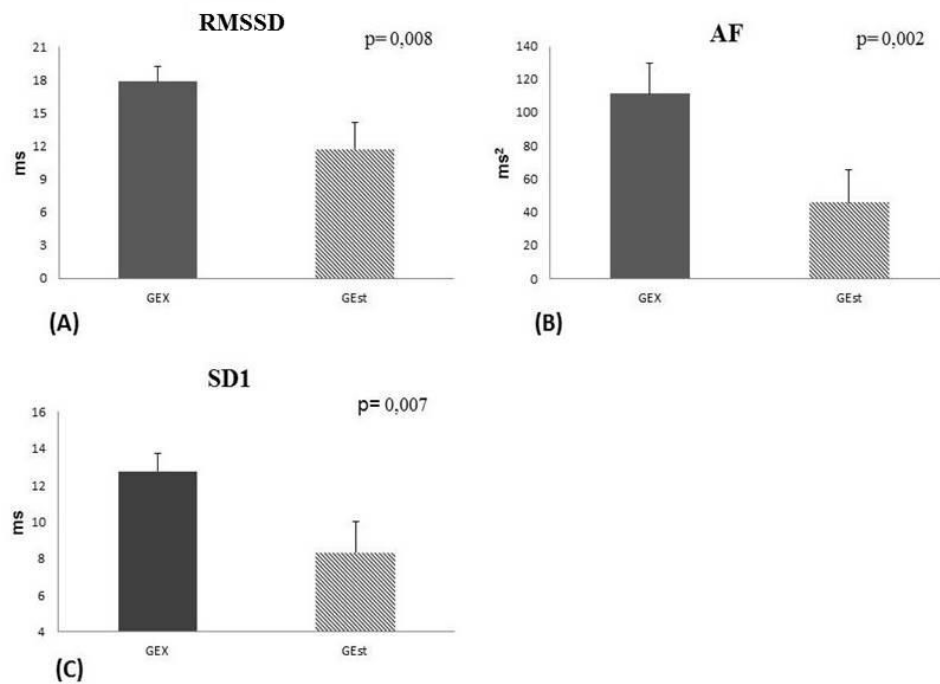 RMSSD
p= 0,008
21
18
15
12
9
6
3
0
ms
GEX
GEst
(A)
AF
p= 0,002
140
120
100
80
60
40
20
0
ms²
GEX
GEst
(B)
SD1
p= 0,007
16
14
12
10
8
6
4
ms
GEX
GEst
(C)